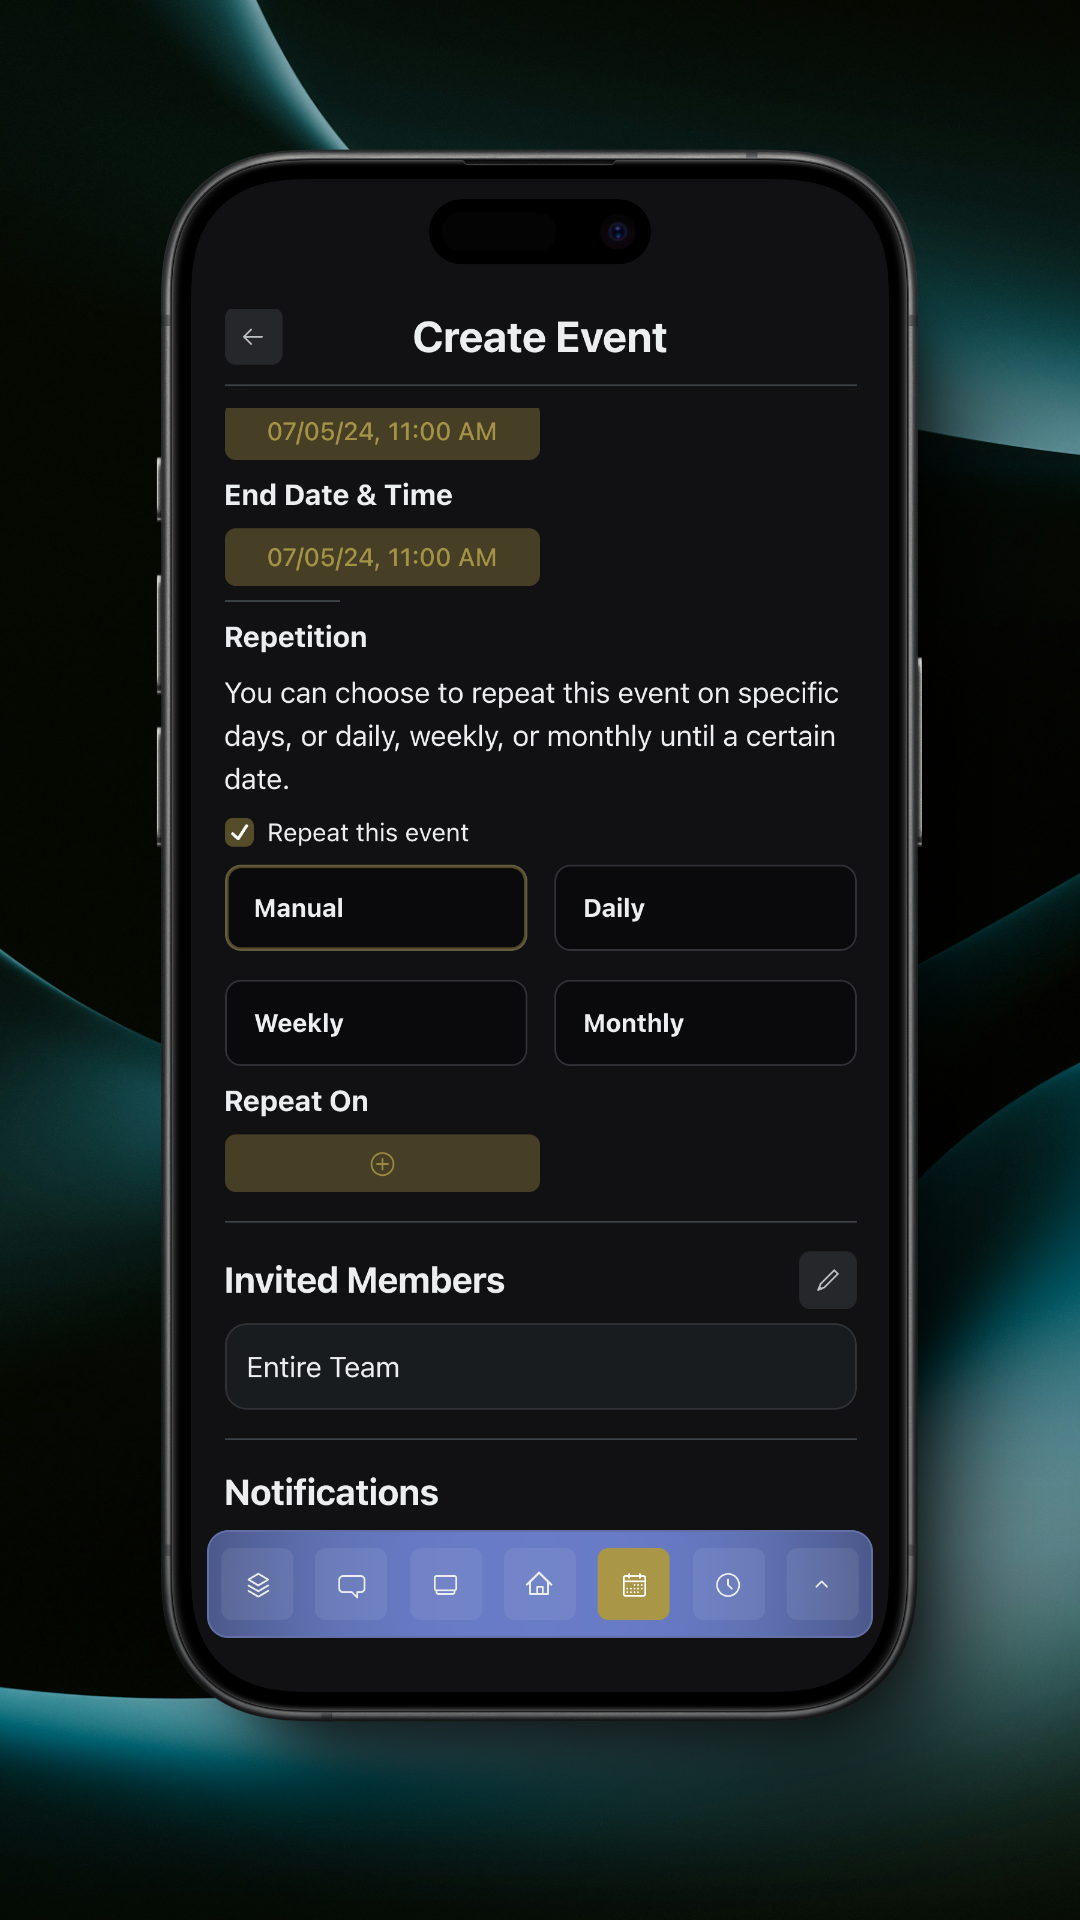 Create Event
07/05/24, 11:00 AM
End Date & Time
07/05/24, 11:00 AM
Repetition
You can choose to repeat this event on specific
days, or daily, weekly, or monthly until a certain
date.
Repeat this event
Manual
Daily
Weekly
Monthly
Repeat On
Invited Members
Entire Team
Notifications